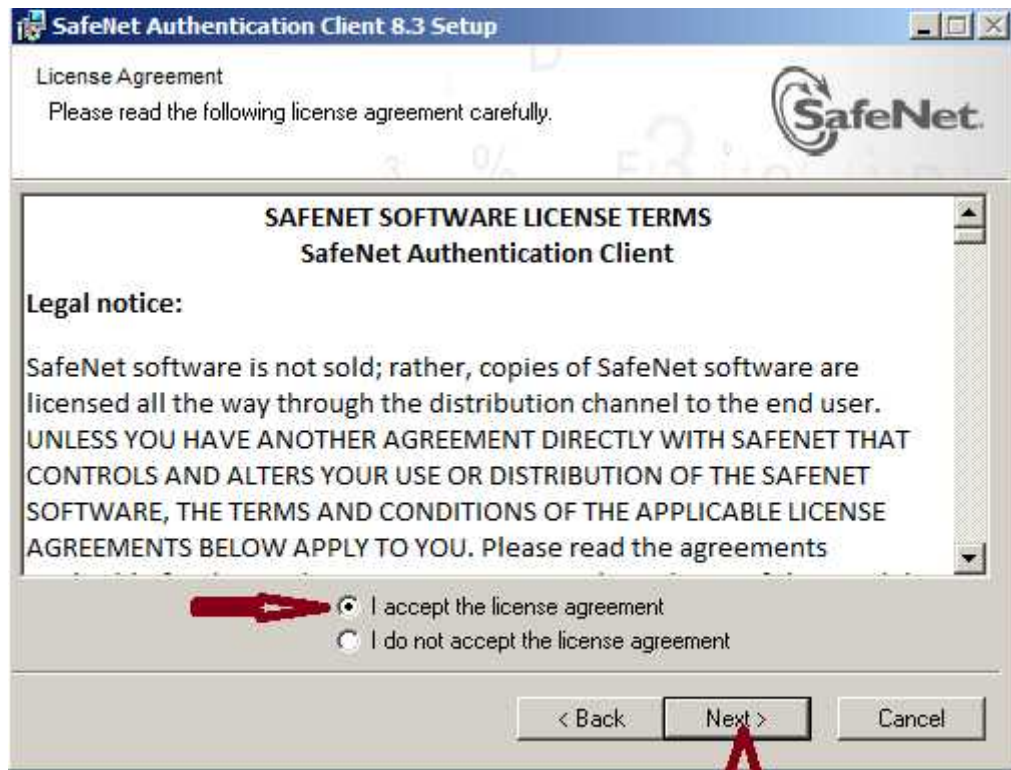 SafeNet Authentication Client 8.3 Setup
License Agreement
Please read the following license agreement carefully.
SafeNet.
SAFENET SOFTWARE LICENSE TERMS
SafeNet Authentication Client
Legal notice:
SafeNet software is not sold; rather, copies of SafeNet software are
licensed all the way through the distribution channel to the end user.
UNLESS YOU HAVE ANOTHER AGREEMENT DIRECTLY WITH SAFENET THAT
CONTROLS AND ALTERS YOUR USE OR DISTRIBUTION OF THE SAFENET
SOFTWARE, THE TERMS AND CONDITIONS OF THE APPLICABLE LICENSE
AGREEMENTS BELOW APPLY TO YOU. Please read the agreements
I accept the license agreement
I do not accept the license agreement
< Back
Next >
Cancel